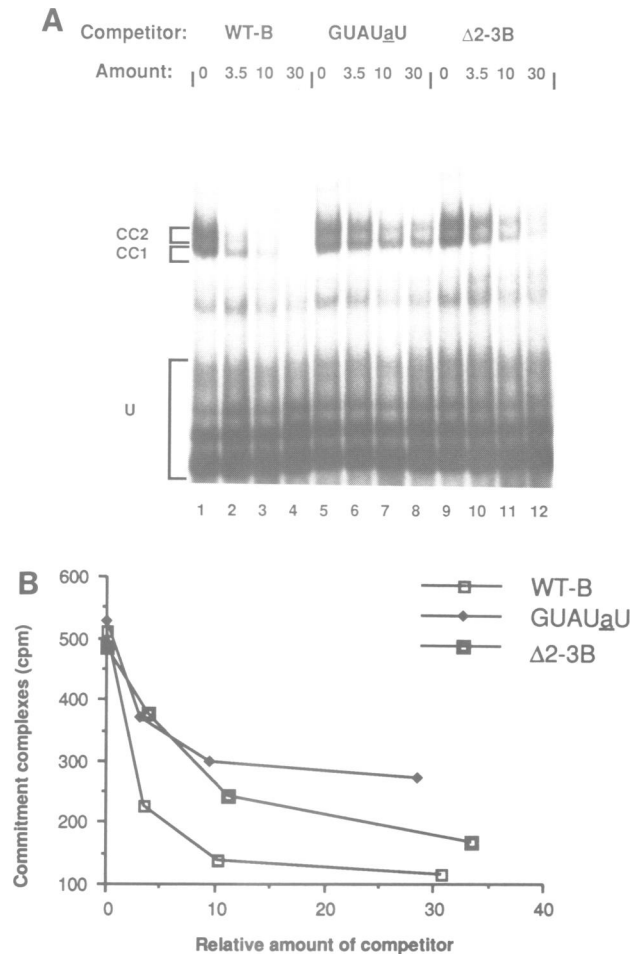 A
Competitor: WT-B GUAUaU Δ2-3B
Amount: 0 3.5 10 30 0 3.5 10 30 0 3.5 10 30
CC2
CC1
U
1 2 3 4 5 6 7 8 9 10 11 12
B
600
500
400
300
200
100
0 10 20 30 40
Commitment complexes (cpm)
Relative amount of competitor
WT-B
GUAUaU
Δ2-3B